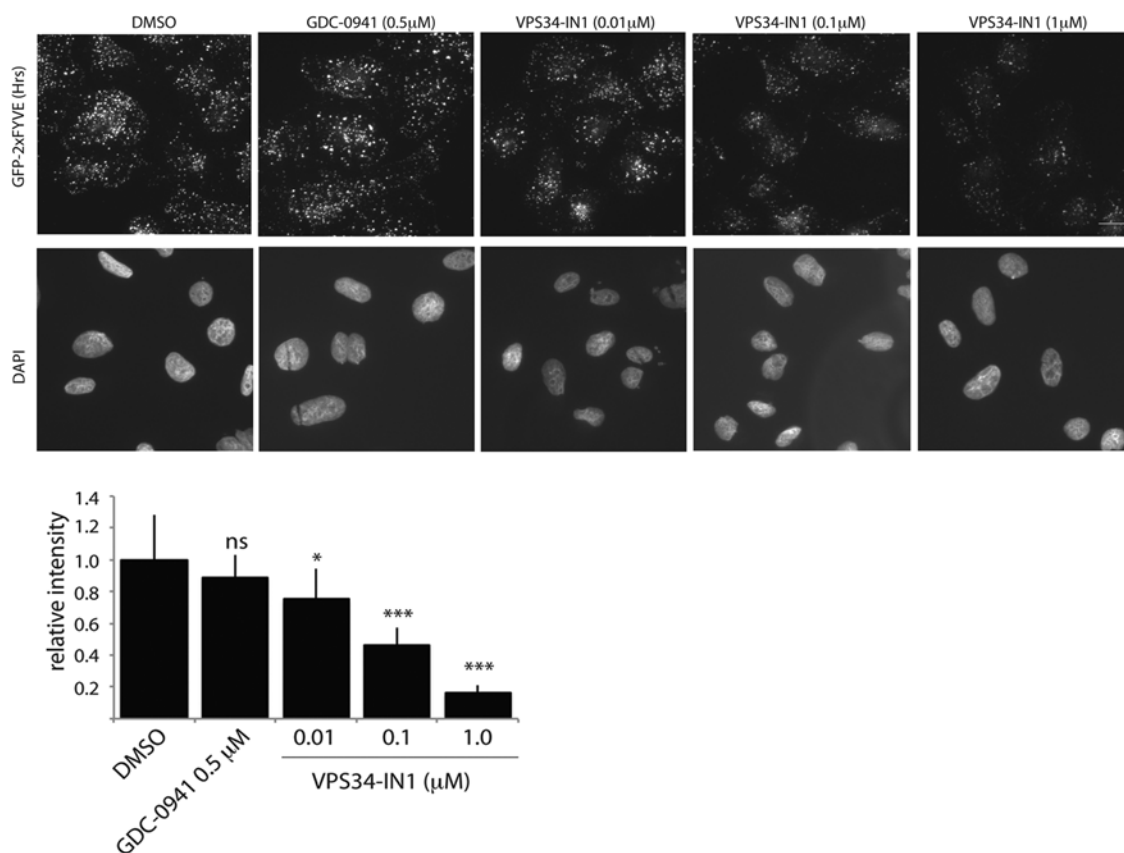 DMSO
GDC-0941 (0.5μM)
VPS34-IN1 (0.01μM)
VPS34-IN1 (0.1μM)
VPS34-IN1 (1μM)
GFP-2xFYVE (Hrs)
DAPI
relative intensity
1.4
1.2
1.0
0.8
0.6
0.4
0.2
ns
*
***
***
DMSO
GDC-0941 0.5 μM
0.01
0.1
1.0
VPS34-IN1 (μM)